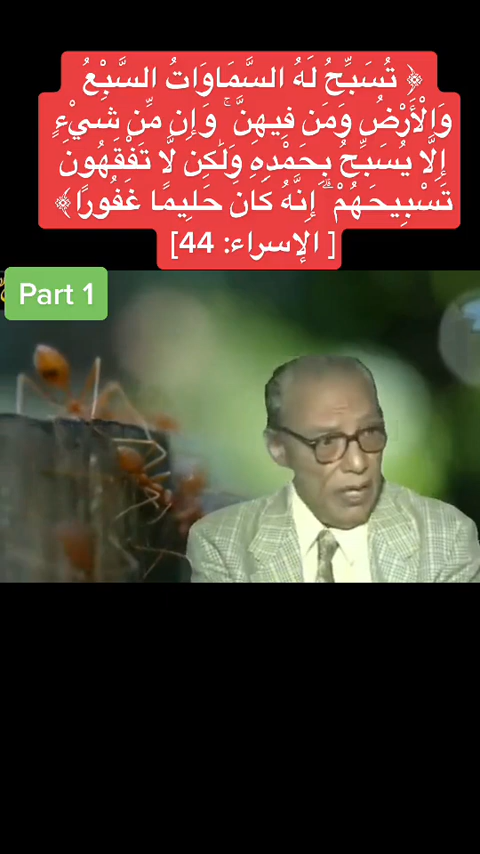 ﴿ تُسَبِّحُ لَهُ السَّمَاوَاتُ السَّبْعُ
وَالْأَرْضُ وَمَن فِيهِنَّ ۚ وَإِن مِّن شَيْءٍ
إِلَّا يُسَبِّحُ بِحَمْدِهِ وَلَٰكِن لَّا تَفْقَهُونَ
تَسْبِيحَهُمْ ۗ إِنَّهُ كَانَ حَلِيمًا غَفُورًا﴾
[ الإسراء: 44]
Part 1